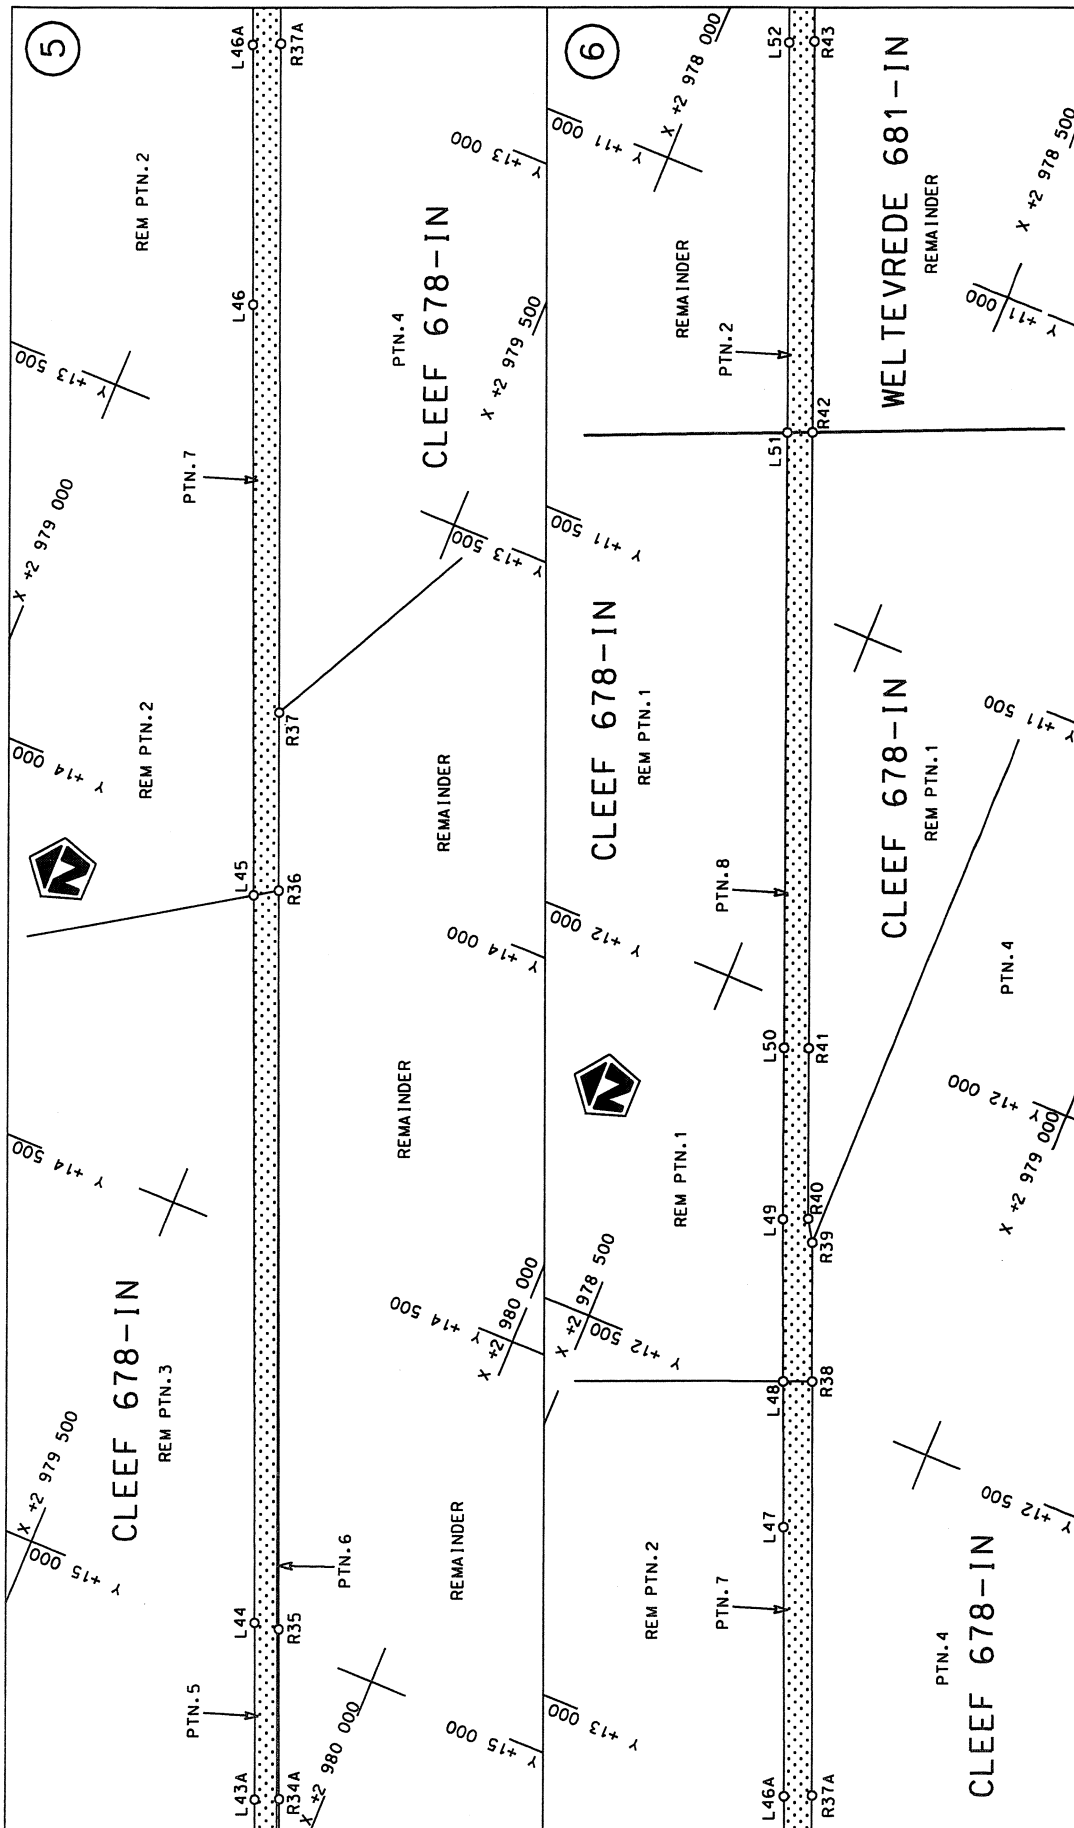 5
X +2 979 500
Y +15 000
Y +14 500
Y +14 000
X +2 979 000
Y +13 500
CLEEF 678-IN
REM PTN.3
REM PTN.2
REM PTN.2
PTN.5
PTN.7
L43A
L44
L45
L46
L46A
R34A
R35
R36
R37
R37A
PTN.6
X +2 980 000
Y +15 000
REMAINDER
Y +14 500
X +2 980 000
REMAINDER
Y +14 000
REMAINDER
Y +13 500
PTN.4
CLEEF 678-IN
X +2 979 500
Y +13 000
N
6
Y +13 000
Y +12 500
X +2 978 500
Y +12 000
Y +11 500
Y +11 000
X +2 978 000
REM PTN.2
REM PTN.1
CLEEF 678-IN
REM PTN.1
REMAINDER
PTN.7
PTN.8
PTN.2
L46A
L47
L48
L49
L50
L51
L52
R37A
R38
R39
R40
R41
R42
R43
PTN.4
CLEEF 678-IN
Y +12 500
X +2 979 000
Y +12 000
PTN.4
CLEEF 678-IN
REM PTN.1
Y +11 500
WELTEVREDE 681-IN
REMAINDER
Y +11 000
X +2 978 500
N